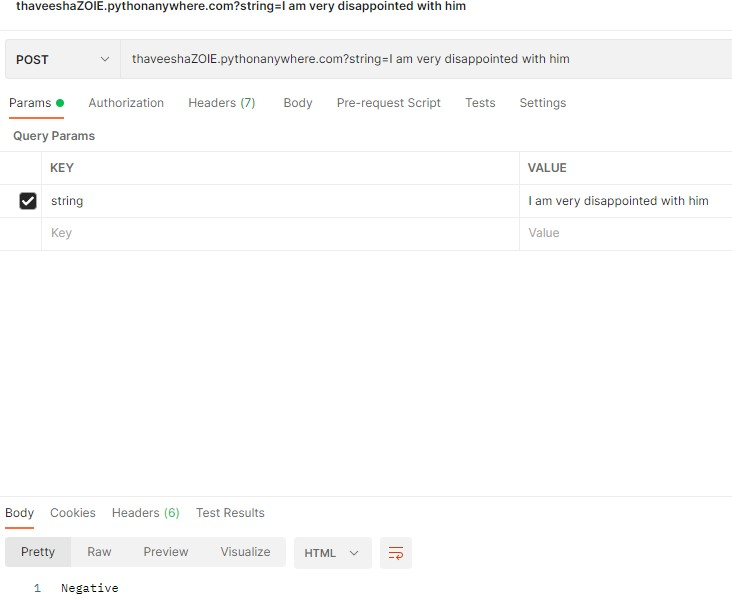 thaveeshaZOIE.pythonanywhere.com?string=I am very disappointed with him
POST thaveeshaZOIE.pythonanywhere.com?string=I am very disappointed with him
Params Authorization Headers (7) Body Pre-request Script Tests Settings
Query Params
KEY VALUE
string I am very disappointed with him
Key Value
Body Cookies Headers (6) Test Results
Pretty Raw Preview Visualize HTML
1 Negative